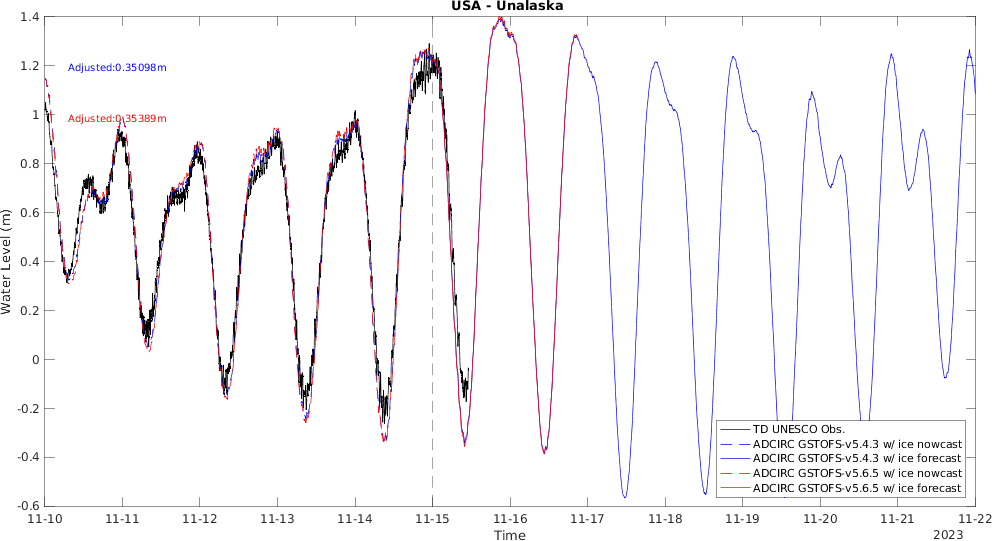 USA - Unalaska
1.4
1.2
1
0.8
0.6
0.4
0.2
0
-0.2
-0.4
-0.6
Water Level (m)
Adjusted:0.35098m
Adjusted:0.35389m
TD UNESCO Obs.
ADCIRC GSTOFS-v5.4.3 w/ ice nowcast
ADCIRC GSTOFS-v5.4.3 w/ ice forecast
ADCIRC GSTOFS-v5.6.5 w/ ice nowcast
ADCIRC GSTOFS-v5.6.5 w/ ice forecast
11-10 11-11 11-12 11-13 11-14 11-15 11-16 11-17 11-18 11-19 11-20 11-21 11-22
Time
2023